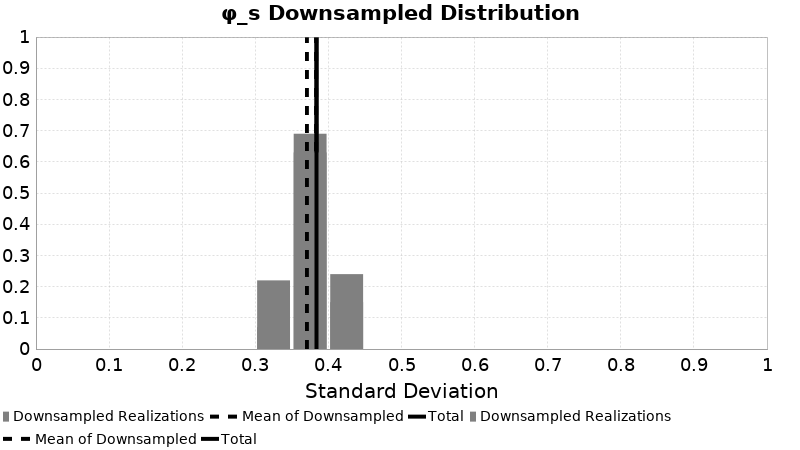 φ_s Downsampled Distribution
1
0.9
0.8
0.7
0.6
0.5
0.4
0.3
0.2
0.1
0
0 0.1 0.2 0.3 0.4 0.5 0.6 0.7 0.8 0.9 1
Standard Deviation
Downsampled Realizations Mean of Downsampled Total Downsampled Realizations
Mean of Downsampled Total